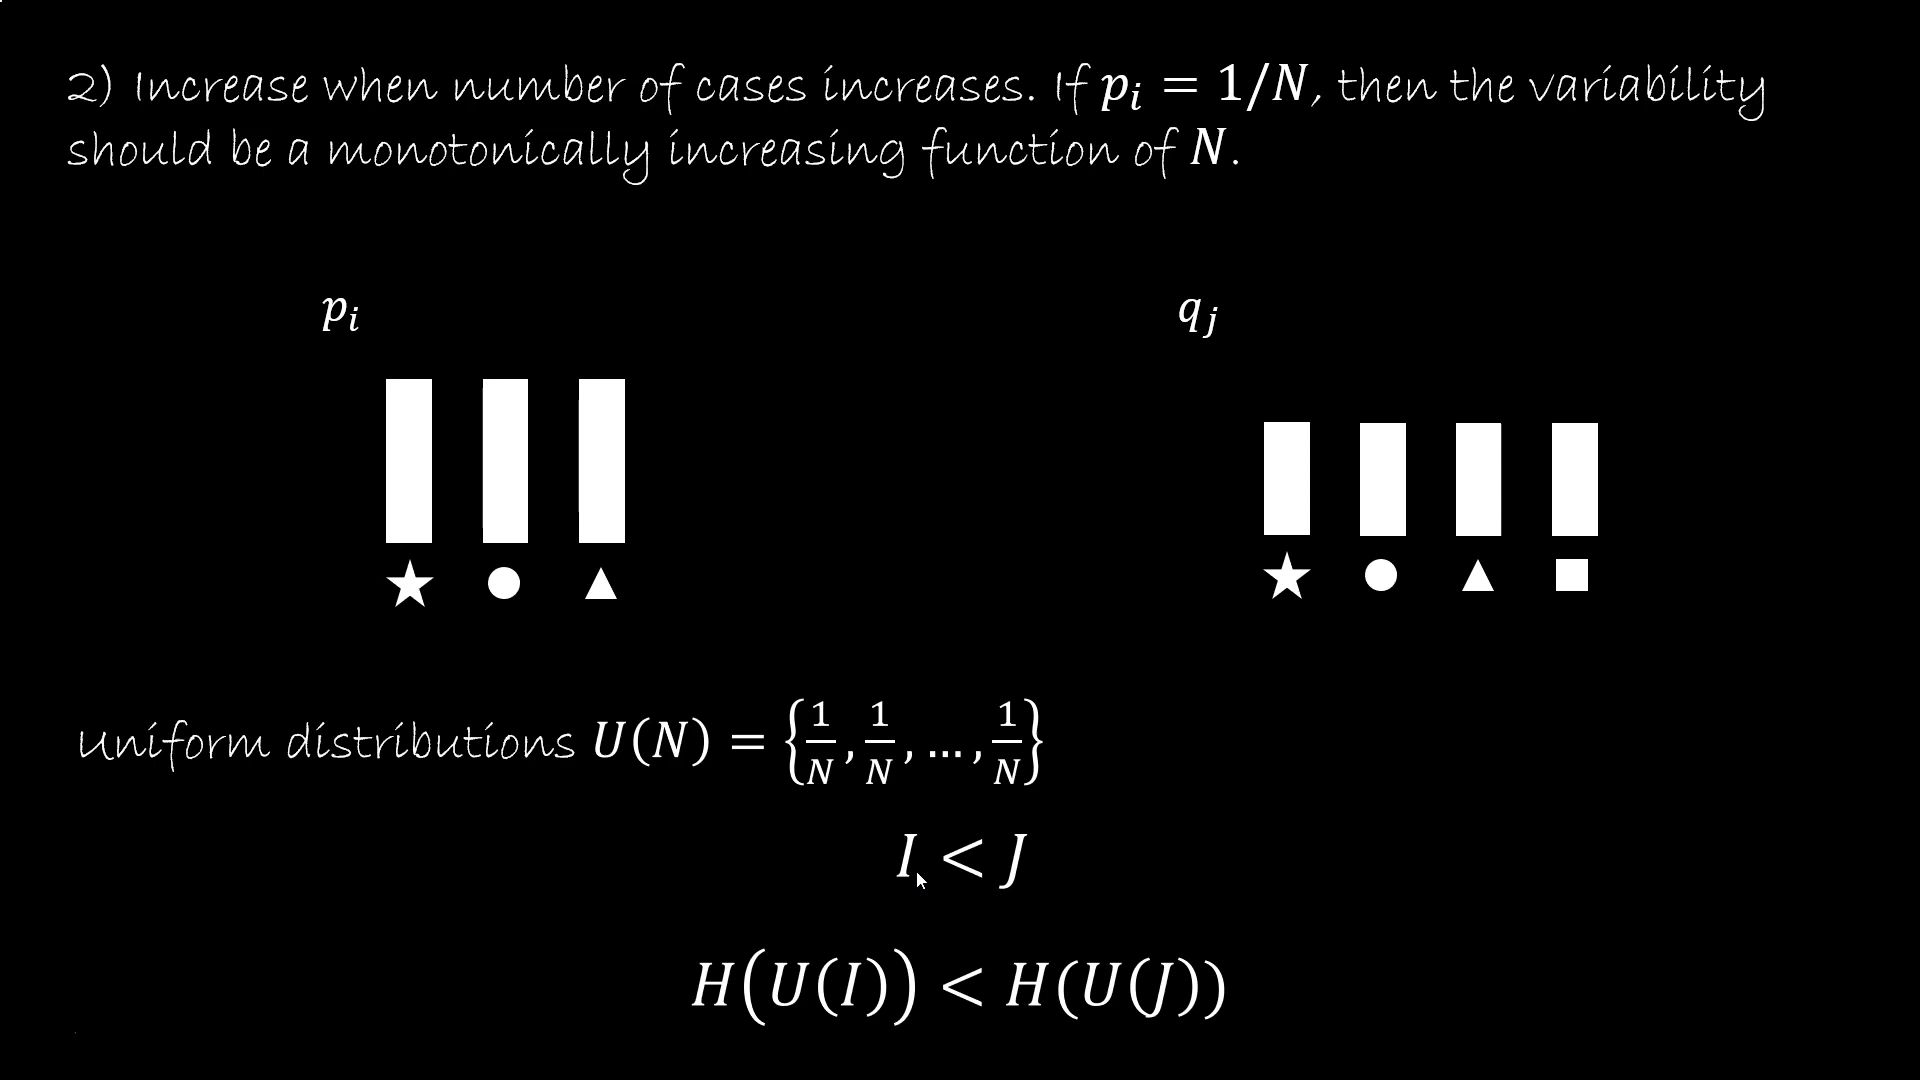 2) Increase when number of cases increases. If pᵢ = 1/N, then the variability
should be a monotonically increasing function of N.
pᵢ
qⱼ
Uniform distributions U(N) = {1/N, 1/N, …, 1/N}
I < J
H(U(I)) < H(U(J))